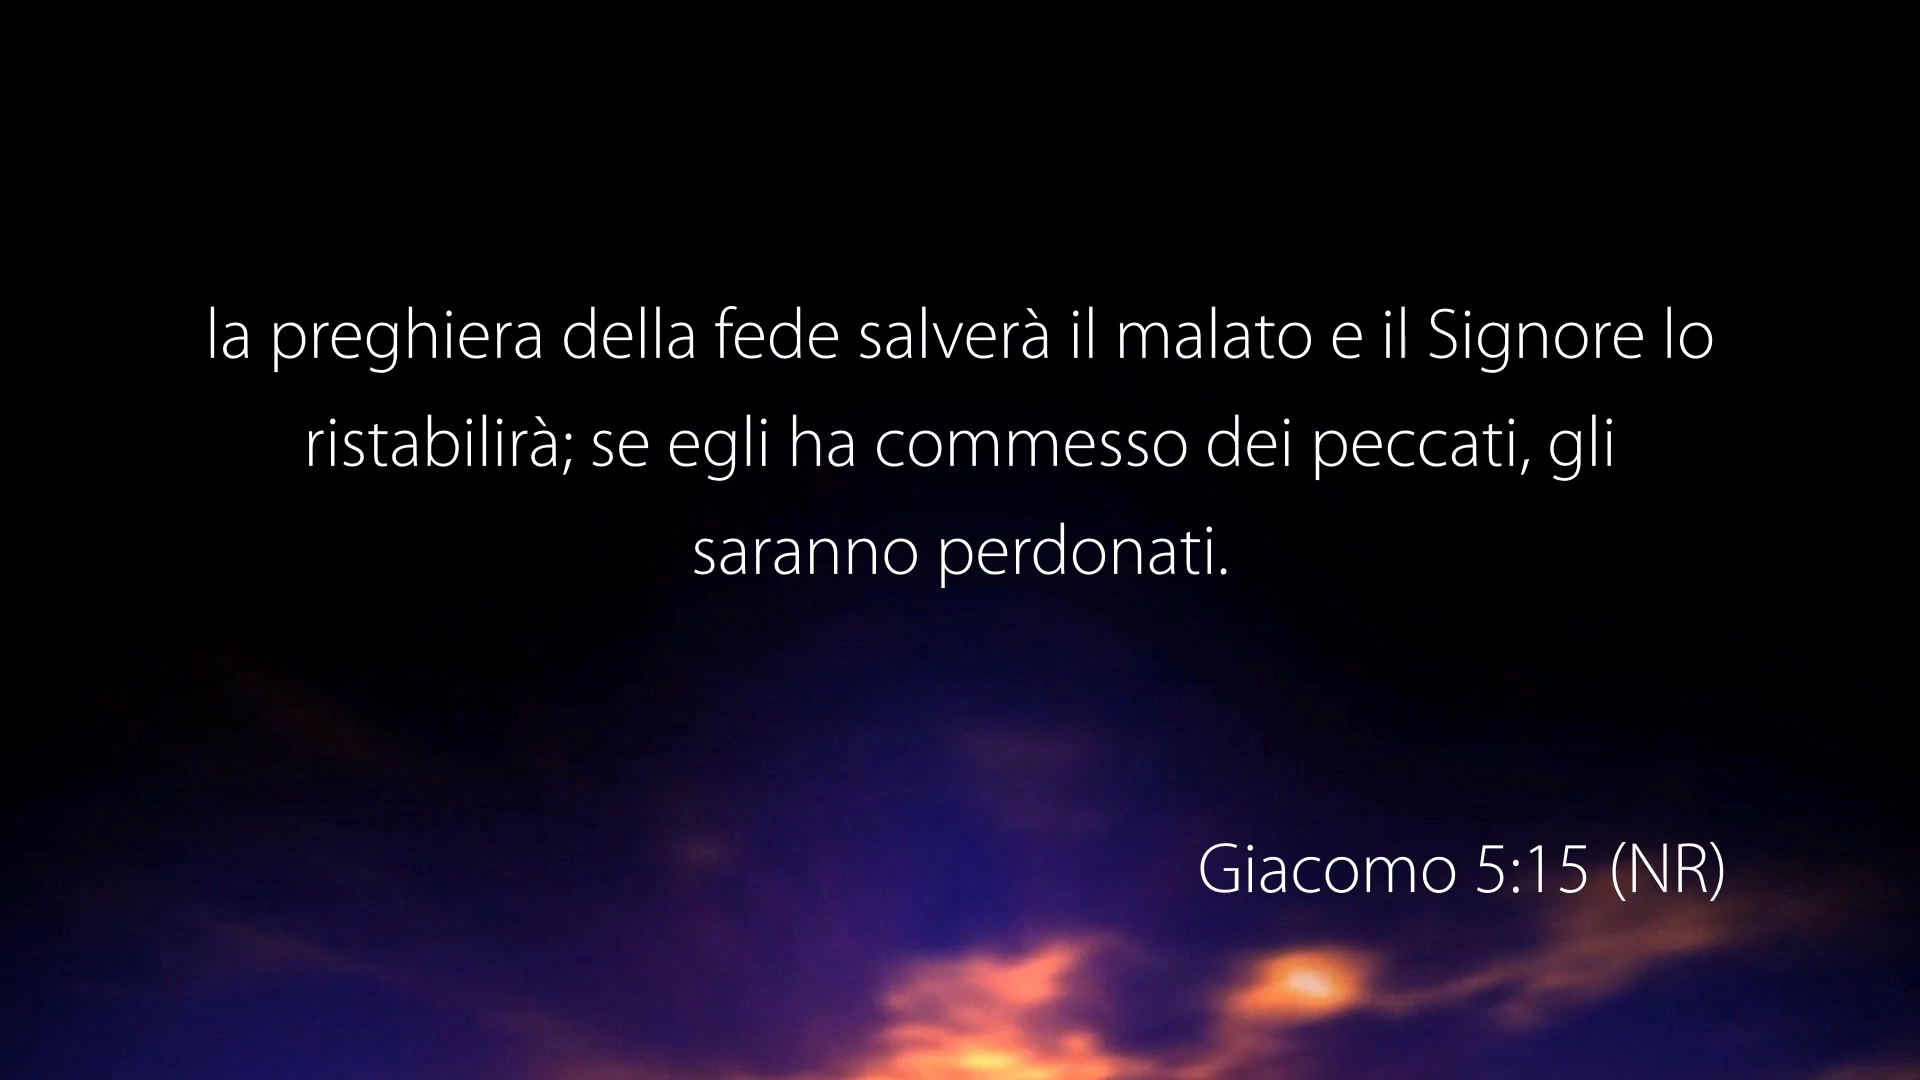 la preghiera della fede salverà il malato e il Signore lo
ristabilirà; se egli ha commesso dei peccati, gli
saranno perdonati.
Giacomo 5:15 (NR)